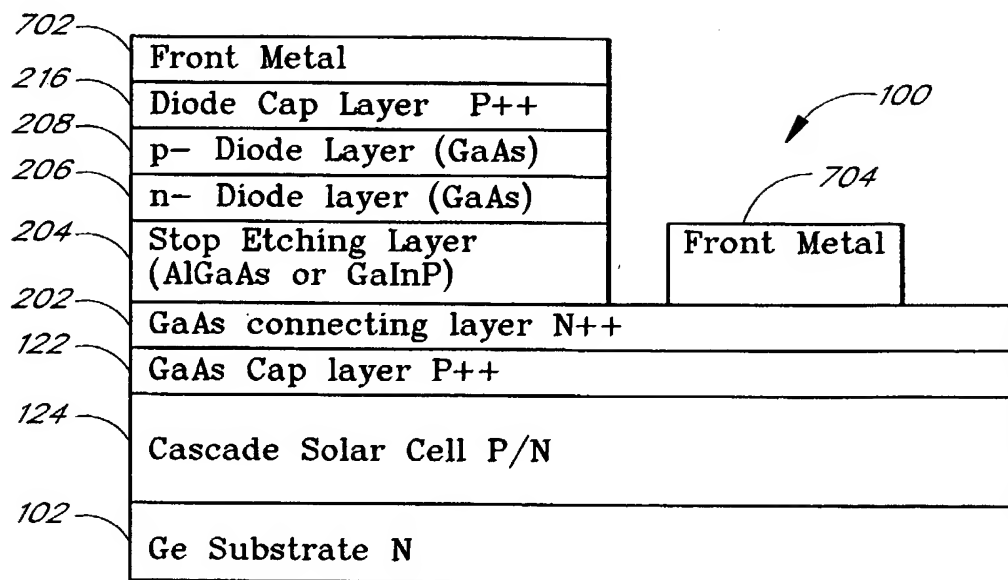 702
Front Metal
216
Diode Cap Layer P++
208
p- Diode Layer (GaAs)
206
n- Diode layer (GaAs)
204
Stop Etching Layer
(AlGaAs or GaInP)
100
704
Front Metal
202
GaAs connecting layer N++
122
GaAs Cap layer P++
124
Cascade Solar Cell P/N
102
Ge Substrate N